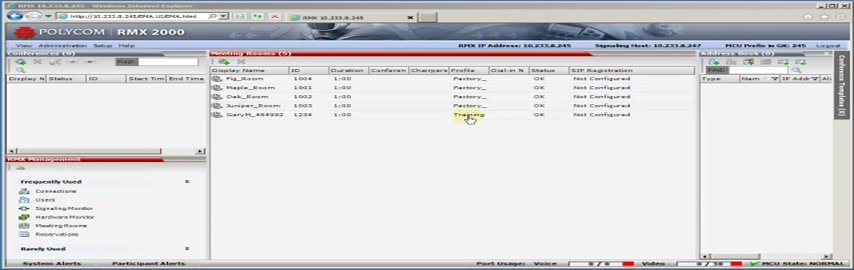 RMX 10.233.8.245 - Windows Internet Explorer
http://10.233.8.245/EMA.UI/EMA.html
RMX 10.233.8.245
POLYCOM | RMX 2000
View Administration Setup Help RMX IP Address: 10.233.8.245 Signaling Host: 10.233.8.247 MCU Prefix in GK: 245 Logout
Conferences (0) Meeting Rooms (5)
Find: Find:
Display N Status ID Start Tim End Time
Display Name ID Duration Conferen Chairpers Profile Dial-in N Status SIP Registration
Type Nam IP Addr
Fig_Room 1004 1:00 Factory_ OK Not Configured
Maple_Room 1001 1:00 Factory_ OK Not Configured
Oak_Room 1002 1:00 Factory_ OK Not Configured
Juniper_Room 1003 1:00 Factory_ OK Not Configured
GaryM_464992 1234 1:00 Training OK Not Configured
Conference Templates (0)
RMX Management
Frequently Used
Connections
Users
Signaling Monitor
Hardware Monitor
Meeting Rooms
Reservations
Rarely Used
System Alerts Participant Alerts Port Usage: Voice 0 / 0 Video MCU State: NORMAL